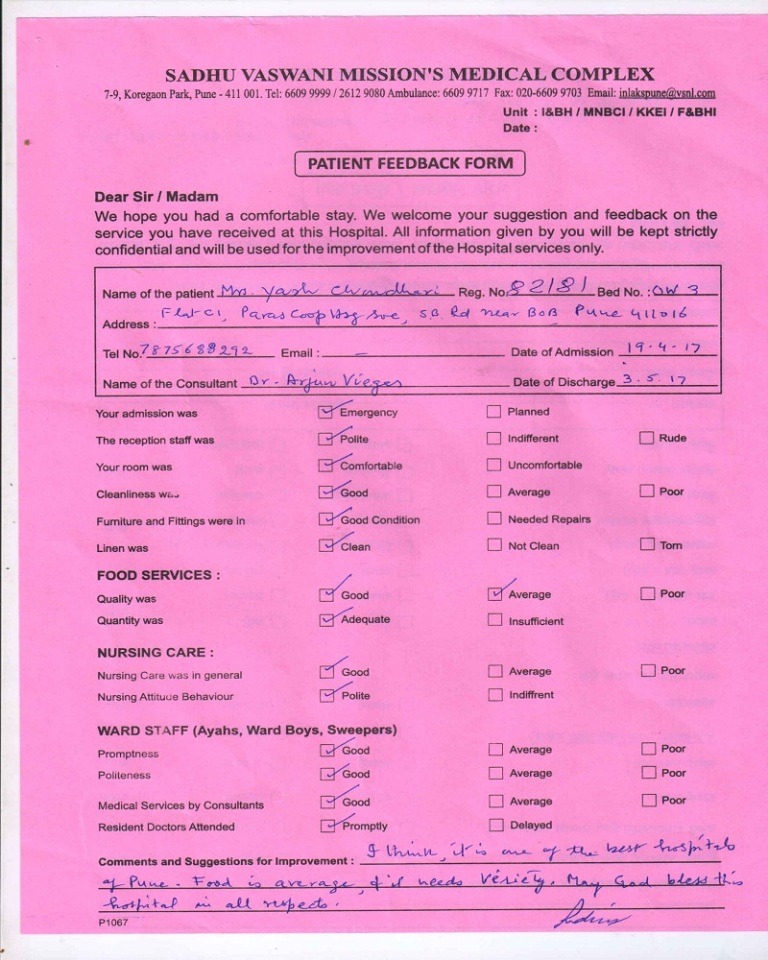 SADHU VASWANI MISSION'S MEDICAL COMPLEX
7-9, Koregaon Park, Pune - 411 001. Tel: 6609 9999 / 2612 9080 Ambulance: 6609 9717 Fax: 020-6609 9703 Email: inlakspune@vsnl.com
Unit : I&BH / MNBCI / KKEI / F&BHI
Date :
PATIENT FEEDBACK FORM
Dear Sir / Madam
We hope you had a comfortable stay. We welcome your suggestion and feedback on the
service you have received at this Hospital. All information given by you will be kept strictly
confidential and will be used for the improvement of the Hospital services only.
Name of the patient Mrs. Yash Choudhari Reg. No: 82181 Bed No. : OW 3
Address : Flat C1, Paras Coop Hsg Soc, S.B. Rd near BOB Pune 411016
Tel No. 7875688292 Email : — Date of Admission 19.4.17
Name of the Consultant Dr. Arjun Viegas Date of Discharge 3.5.17
Your admission was Emergency Planned
The reception staff was Polite Indifferent Rude
Your room was Comfortable Uncomfortable
Cleanliness was Good Average Poor
Furniture and Fittings were in Good Condition Needed Repairs
Linen was Clean Not Clean Torn
FOOD SERVICES :
Quality was Good Average Poor
Quantity was Adequate Insufficient
NURSING CARE :
Nursing Care was in general Good Average Poor
Nursing Attitude Behaviour Polite Indiffrent
WARD STAFF (Ayahs, Ward Boys, Sweepers)
Promptness Good Average Poor
Politeness Good Average Poor
Medical Services by Consultants Good Average Poor
Resident Doctors Attended Promptly Delayed
Comments and Suggestions for Improvement : I think, it is one of the best hospitals
of Pune. Food is average, & it needs Vériety. May God bless this
hospital in all respects.
P1067